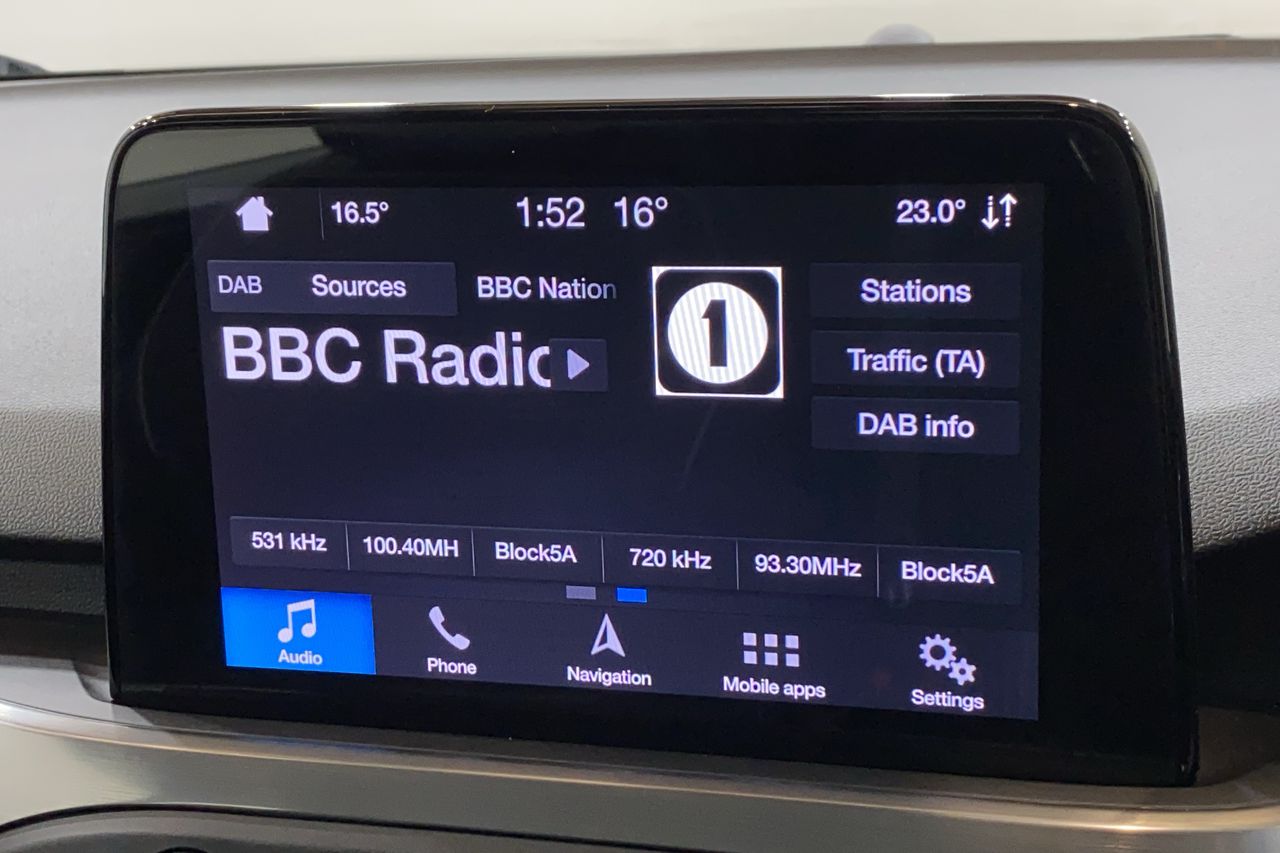 16.5° 1:52 16° 23.0°
DAB Sources BBC Nation
1
Stations
BBC Radio
Traffic (TA)
DAB info
531 kHz 100.40MH Block5A 720 kHz 93.30MHz Block5A
Audio Phone Navigation Mobile apps Settings